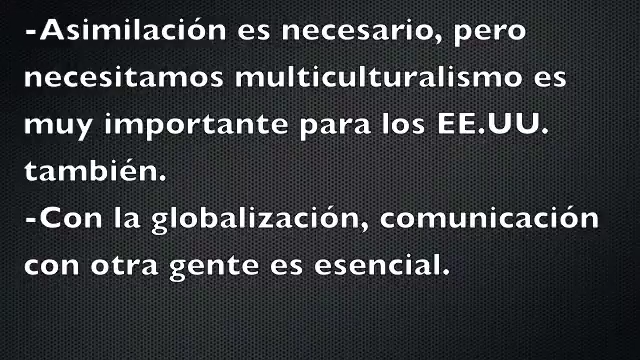 -Asimilación es necesario, pero
necesitamos multiculturalismo es
muy importante para los EE.UU.
también.
-Con la globalización, comunicación
con otra gente es esencial.